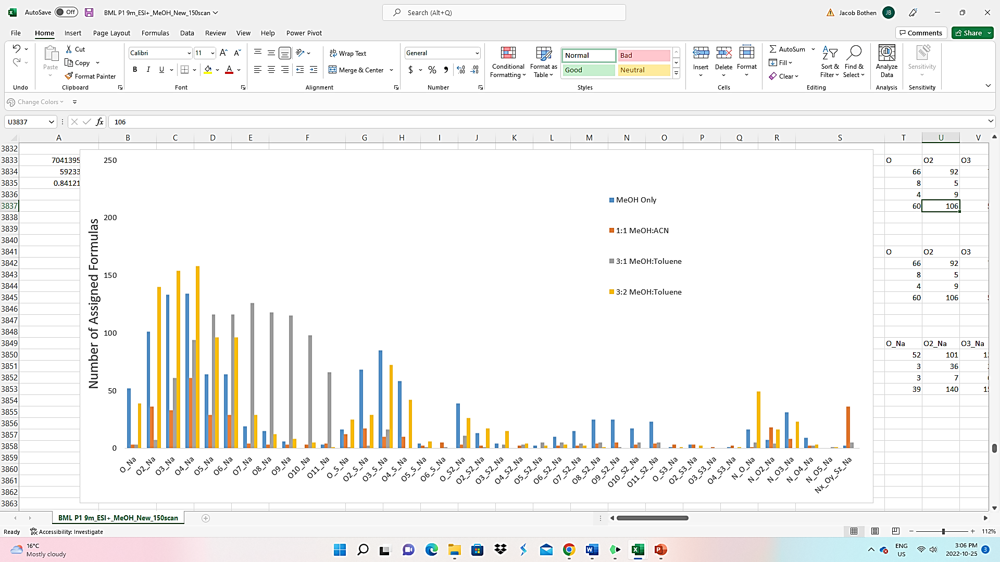 AutoSave Off BML P1 9m_ESI+_MeOH_New_150scan Search (Alt+Q) Jacob Bothen JB
File Home Insert Page Layout Formulas Data Review View Help Power Pivot Comments Share
Paste Cut Copy Format Painter
Calibri 11 B I U A
Wrap Text Merge & Center
General $ % 9
Conditional Formatting Format as Table Normal Bad Good Neutral
Insert Delete Format
AutoSum Fill Clear Sort & Filter Find & Select
Analyze Data Sensitivity
Undo Clipboard Font Alignment Number Styles Cells Editing Analysis Sensitivity
Change Colors
U3837 fx 106
A B C D E F G H I J K L M N O P Q R S T U V
3832
3833 7041395 O O2 O3
3834 59233 66 92
3835 0.84121 8 5
3836 4 9
3837 60 106
3838
3839
3840
3841 O O2 O3
3842 66 92
3843 8 5
3844 4 9
3845 60 106
3846
3847
3848
3849 O_Na O2_Na O3_Na
3850 52 101
3851 3 36
3852 3 7
3853 39 140
3854
3855
3856
3857
3858
3859
3860
3861
3862
3863
Number of Assigned Formulas
250
200
150
100
50
0
MeOH Only
1:1 MeOH:ACN
3:1 MeOH:Toluene
3:2 MeOH:Toluene
O_Na O2_Na O3_Na O4_Na O5_Na O6_Na O7_Na O8_Na O9_Na O10_Na O11_Na O_S_Na O2_S_Na O3_S_Na O4_S_Na O5_S_Na O6_S_Na O_S2_Na O2_S2_Na O3_S2_Na O4_S2_Na O5_S2_Na O6_S2_Na O7_S2_Na O8_S2_Na O9_S2_Na O10_S2_Na O11_S2_Na O_S3_Na O2_S3_Na O3_S3_Na O4_S3_Na N_O_Na N_O2_Na N_O3_Na N_O4_Na N_O5_Na Nx_Oy_Sz_Na
BML P1 9m_ESI+_MeOH_New_150scan
Ready Accessibility: Investigate 112%
16°C
Mostly cloudy
ENG
US
3:06 PM
2022-10-25
3